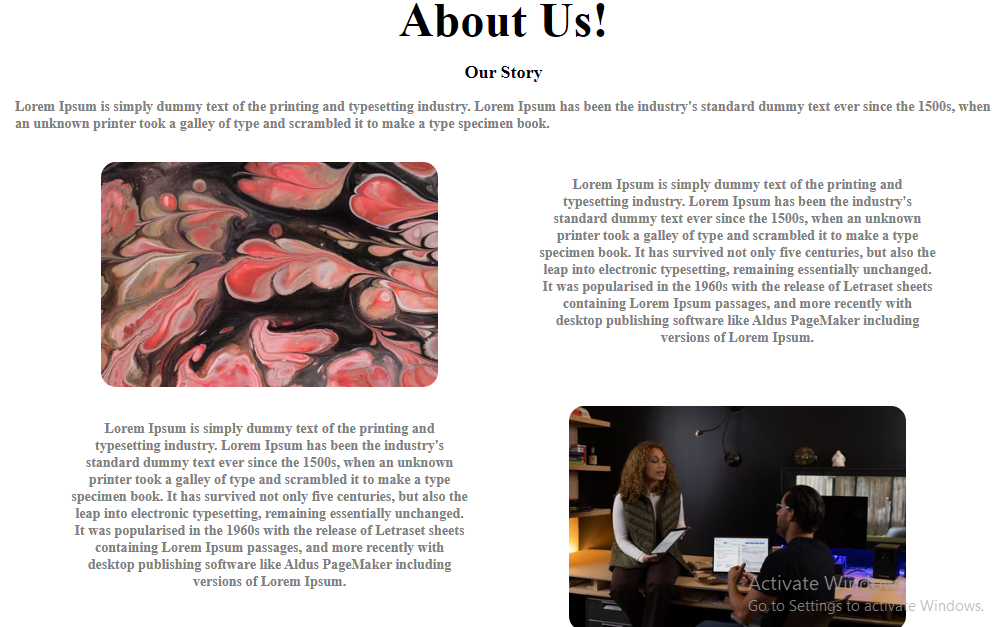 About Us!
Our Story
Lorem Ipsum is simply dummy text of the printing and typesetting industry. Lorem Ipsum has been the industry's standard dummy text ever since the 1500s, when
an unknown printer took a galley of type and scrambled it to make a type specimen book.
Lorem Ipsum is simply dummy text of the printing and
typesetting industry. Lorem Ipsum has been the industry's
standard dummy text ever since the 1500s, when an unknown
printer took a galley of type and scrambled it to make a type
specimen book. It has survived not only five centuries, but also the
leap into electronic typesetting, remaining essentially unchanged.
It was popularised in the 1960s with the release of Letraset sheets
containing Lorem Ipsum passages, and more recently with
desktop publishing software like Aldus PageMaker including
versions of Lorem Ipsum.
Lorem Ipsum is simply dummy text of the printing and
typesetting industry. Lorem Ipsum has been the industry's
standard dummy text ever since the 1500s, when an unknown
printer took a galley of type and scrambled it to make a type
specimen book. It has survived not only five centuries, but also the
leap into electronic typesetting, remaining essentially unchanged.
It was popularised in the 1960s with the release of Letraset sheets
containing Lorem Ipsum passages, and more recently with
desktop publishing software like Aldus PageMaker including
versions of Lorem Ipsum.
Activate Windows
Go to Settings to activate Windows.